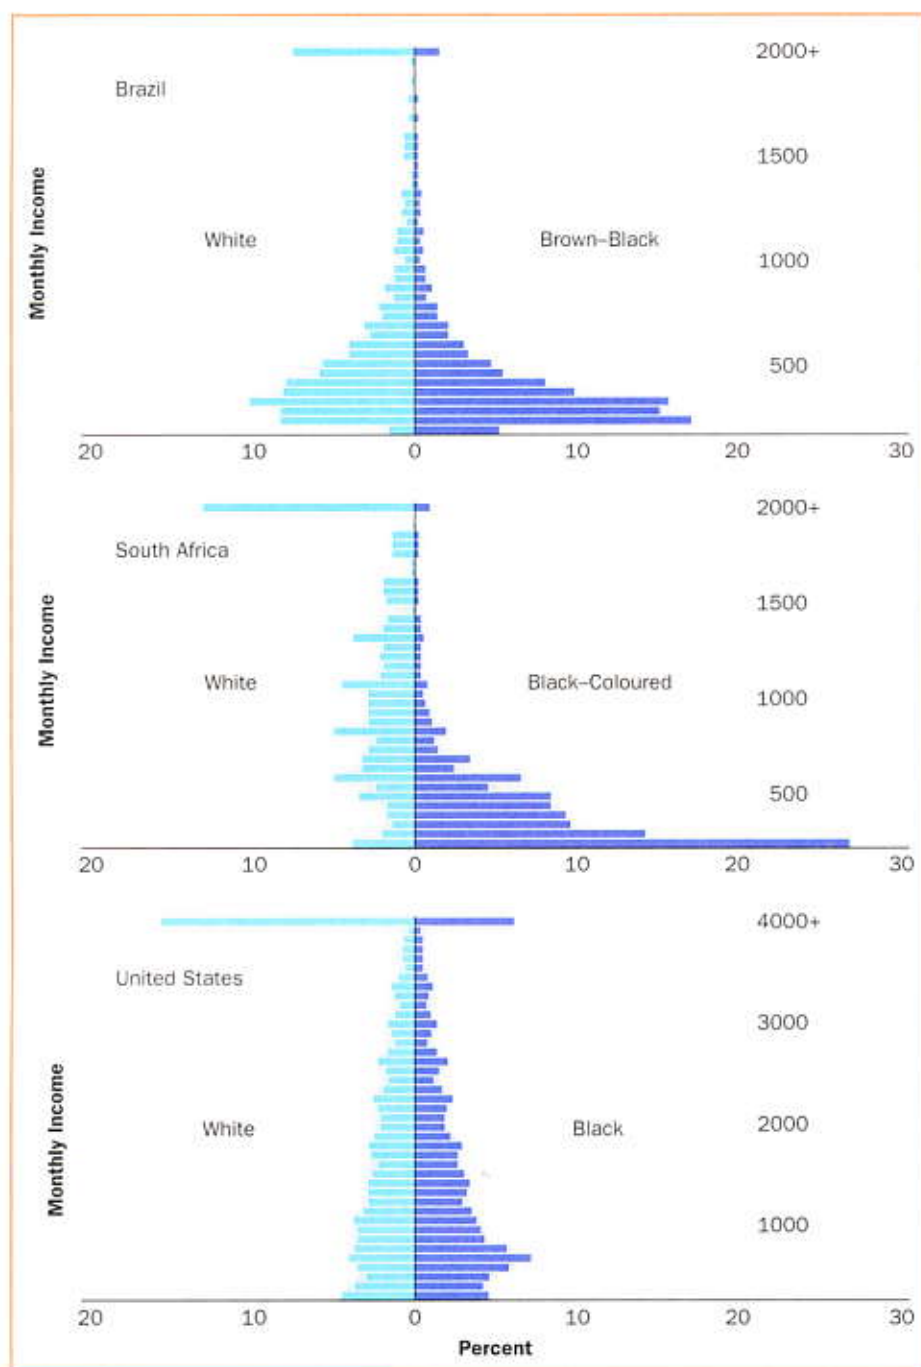 2000+
Brazil
1500
White
Brown–Black
1000
500
Monthly Income
20 10 0 10 20 30
2000+
South Africa
1500
White
Black–Coloured
1000
500
Monthly Income
20 10 0 10 20 30
4000+
United States
3000
White
Black
2000
1000
Monthly Income
20 10 0 10 20 30
Percent